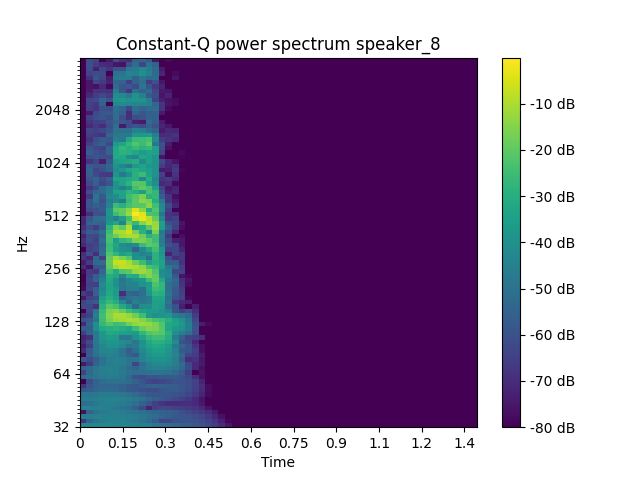 Constant-Q power spectrum speaker_8
Hz
2048
1024
512
256
128
64
32
0 0.15 0.3 0.45 0.6 0.75 0.9 1.1 1.2 1.4
Time
-10 dB
-20 dB
-30 dB
-40 dB
-50 dB
-60 dB
-70 dB
-80 dB